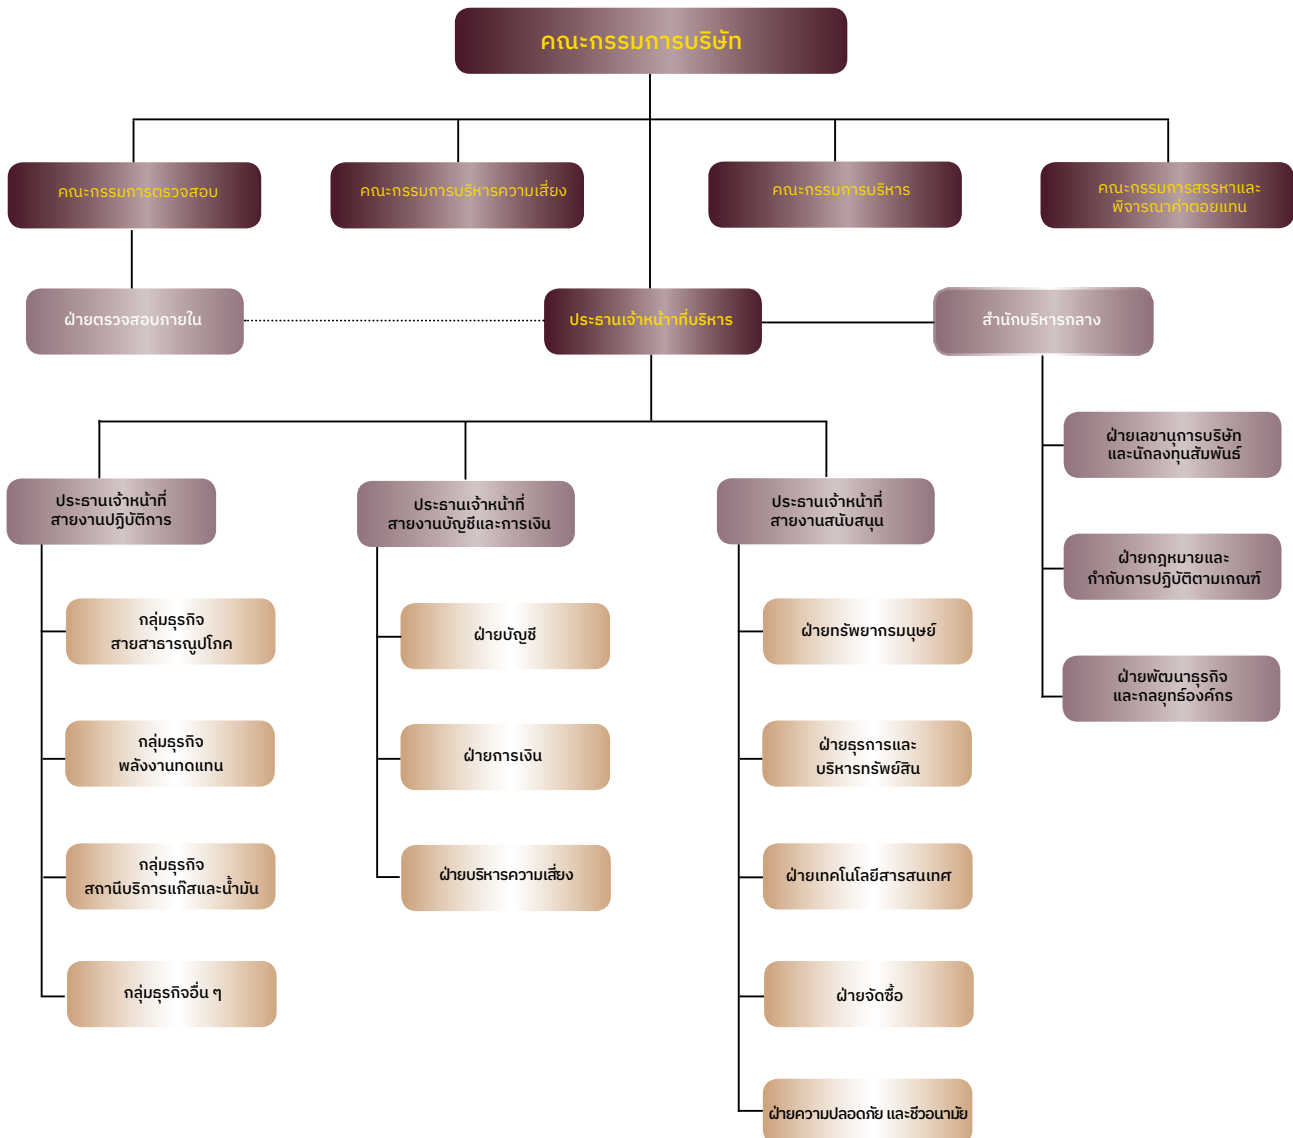 คณะกรรมการบริษัท
คณะกรรมการตรวจสอบ
คณะกรรมการบริหารความเสี่ยง
คณะกรรมการบริหาร
คณะกรรมการสรรหาและ
พิจารณาค่าตอยแทน
ฝ่ายตรวจสอบภายใน
ประธานเจ้าหน้าาที่บริหาร
สำนักบริหารกลาง
ฝ่ายเลขานุการบริษัท
และนักลงทุนสัมพันธ์
ฝ่ายกฎหมายและ
กำกับการปฏิบัติตามเกณฑ์
ฝ่ายพัฒนาธุรกิจ
และกลยุทธ์องค์กร
ประธานเจ้าหน้าที่
สายงานปฏิบัติการ
กลุ่มธุรกิจ
สายสาธารณูปโภค
กลุ่มธุรกิจ
พลังงานทดแทน
กลุ่มธุรกิจ
สถานีบริการแก๊สและน้ำมัน
กลุ่มธุรกิจอื่น ๆ
ประธานเจ้าหน้าที่
สายงานบัญชีและการเงิน
ฝ่ายบัญชี
ฝ่ายการเงิน
ฝ่ายบริหารความเสี่ยง
ประธานเจ้าหน้าที่
สายงานสนับสนุน
ฝ่ายทรัพยากรมนุษย์
ฝ่ายธุรการและ
บริหารทรัพย์สิน
ฝ่ายเทคโนโลยีสารสนเทศ
ฝ่ายจัดซื้อ
ฝ่ายความปลอดภัย และชีวอนามัย